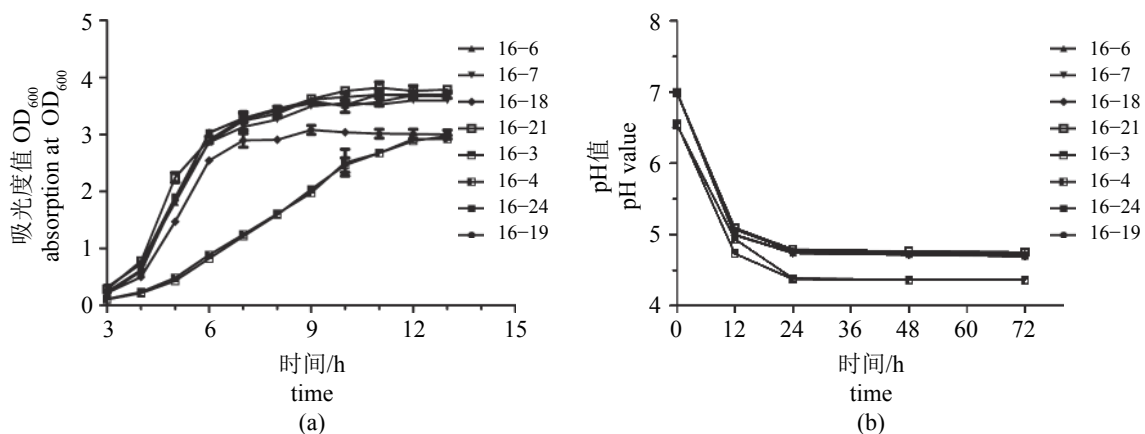 5
4
3
2
1
0
吸光度值 OD600
absorption at OD600
3 6 9 12 15
时间/h
time
(a)
16−6
16−7
16−18
16−21
16−3
16−4
16−24
16−19
8
7
6
5
4
pH值
pH value
0 12 24 36 48 60 72
时间/h
time
(b)
16−6
16−7
16−18
16−21
16−3
16−4
16−24
16−19